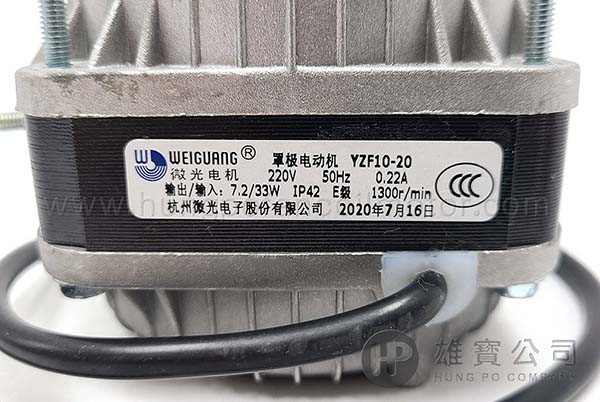 WEIGUANG® 罩极电动机 YZF10-20
微光电机 220V 50Hz 0.22A
输出/输入: 7.2/33W IP42 E级 1300r/min
杭州微光电子股份有限公司 2020年7月16日
CCC
HP 雄寶公司
HUNG PO COMPANY